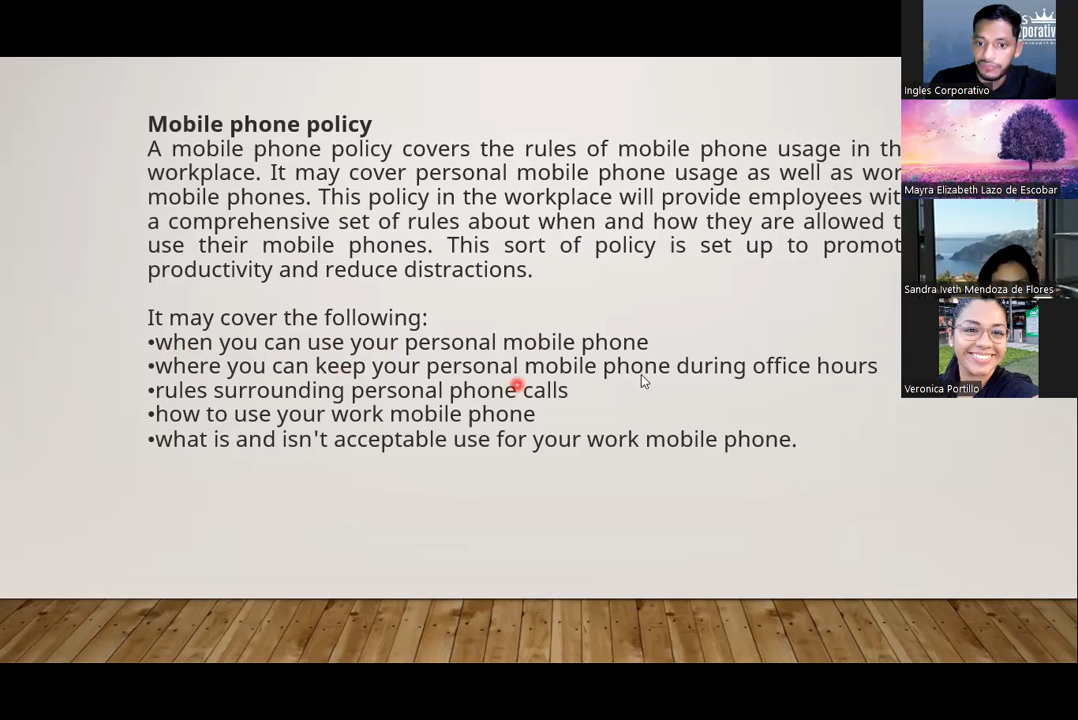 Mobile phone policy
A mobile phone policy covers the rules of mobile phone usage in th
workplace. It may cover personal mobile phone usage as well as wor
mobile phones. This policy in the workplace will provide employees wit
a comprehensive set of rules about when and how they are allowed t
use their mobile phones. This sort of policy is set up to promot
productivity and reduce distractions.
It may cover the following:
•when you can use your personal mobile phone
•where you can keep your personal mobile phone during office hours
•rules surrounding personal phone calls
•how to use your work mobile phone
•what is and isn't acceptable use for your work mobile phone.
Ingles Corporativo
Mayra Elizabeth Lazo de Escobar
Sandra Iveth Mendoza de Flores
Veronica Portillo